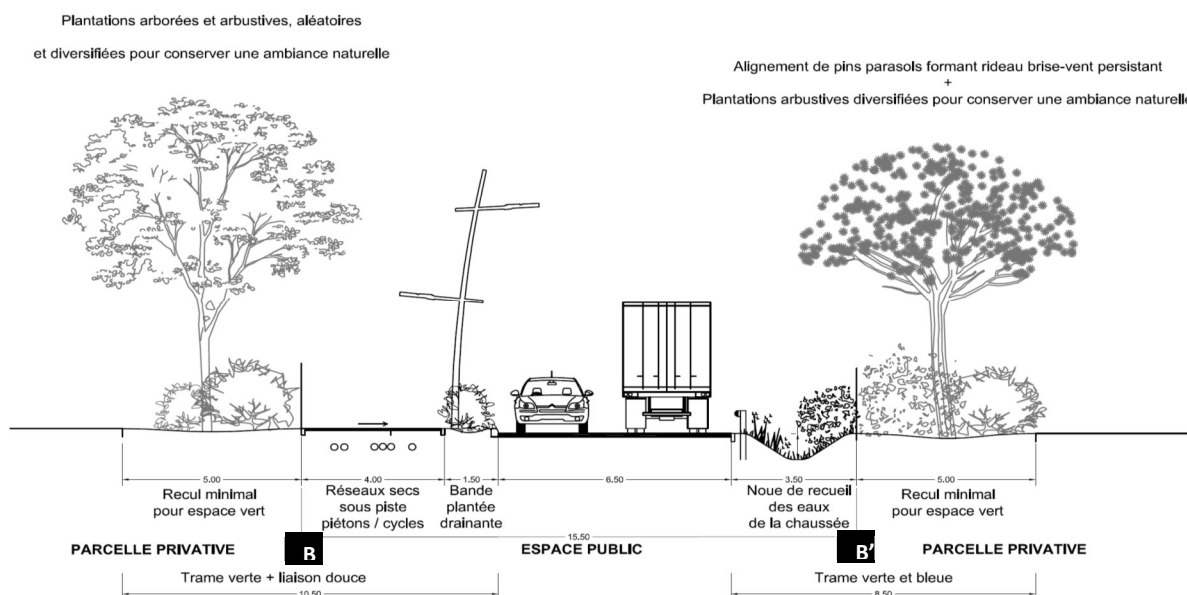 Plantations arborées et arbustives, aléatoires
et diversifiées pour conserver une ambiance naturelle
Alignement de pins parasols formant rideau brise-vent persistant
+
Plantations arbustives diversifiées pour conserver une ambiance naturelle
5.00
4.00
1.50
6.50
3.50
5.00
Recul minimal
pour espace vert
Réseaux secs
sous piste
piétons / cycles
Bande
plantée
drainante
Noue de recueil
des eaux
de la chaussée
Recul minimal
pour espace vert
15.50
PARCELLE PRIVATIVE
B
ESPACE PUBLIC
B'
PARCELLE PRIVATIVE
Trame verte + liaison douce
10.50
Trame verte et bleue
8.50